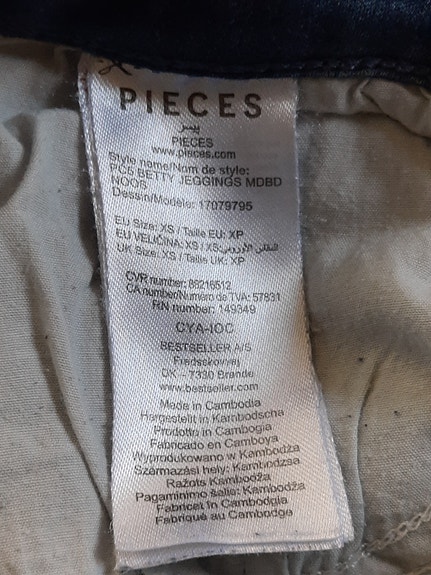 PIECES
بيسز
PIECES
www.pieces.com
Style name/Nom de style:
PC5 BETTY JEGGINGS MDBD
NOOS
Dessin/Modèle: 17079795
EU Size: XS / Taille EU: XP
EU VELIČINA: XS / XS:المقاس الأوروبي
UK Size: XS / Taille UK: XP
CVR number: 86216512
CA number/Numéro de TVA: 57831
RN number: 149349
CYA-IOC
BESTSELLER A/S
Fredskovvej
DK - 7330 Brande
www.bestseller.com
Made in Cambodia
Hergestellt in Kambodscha
Prodotto in Cambogia
Fabricado en Camboya
Wyprodukowano w Kambodża
Származási hely: Kambodzsa
Ražots Kambodžā
Pagaminimo šalis: Kambodža
Fabricat in Cambodgia
Fabriqué au Cambodge